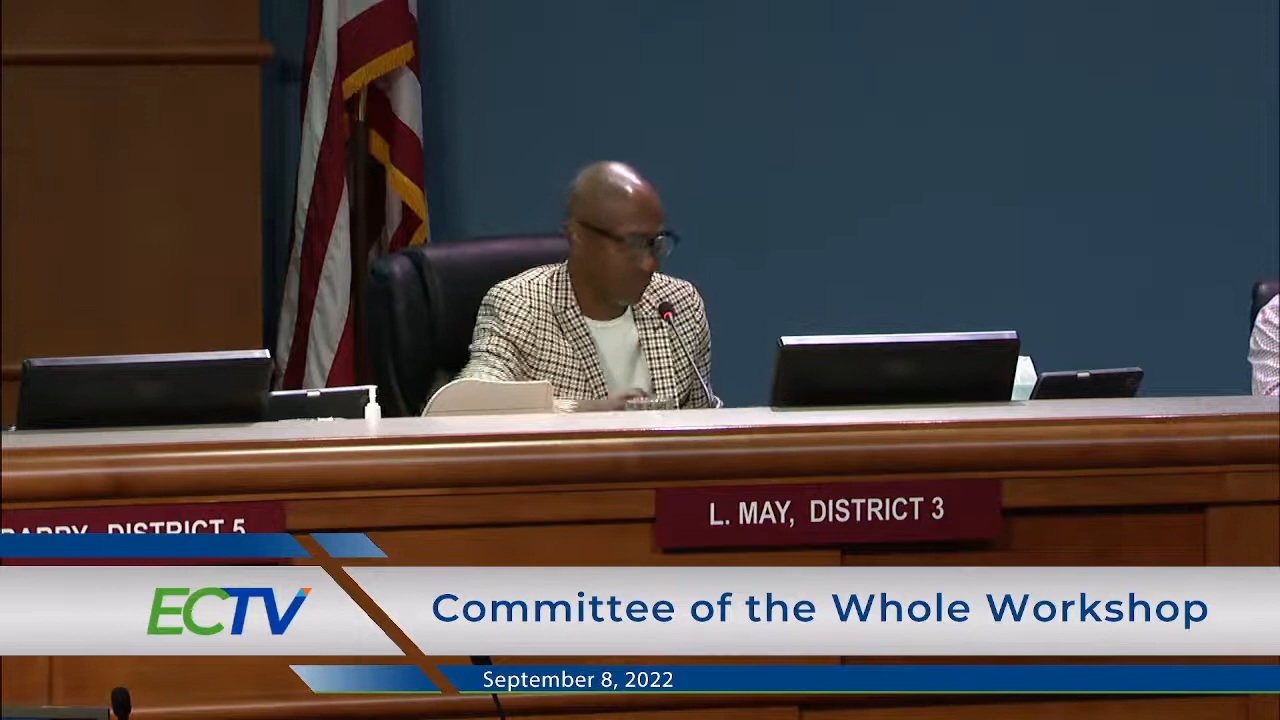 L. MAY, DISTRICT 3
DISTRICT 5
ECTV
Committee of the Whole Workshop
September 8, 2022